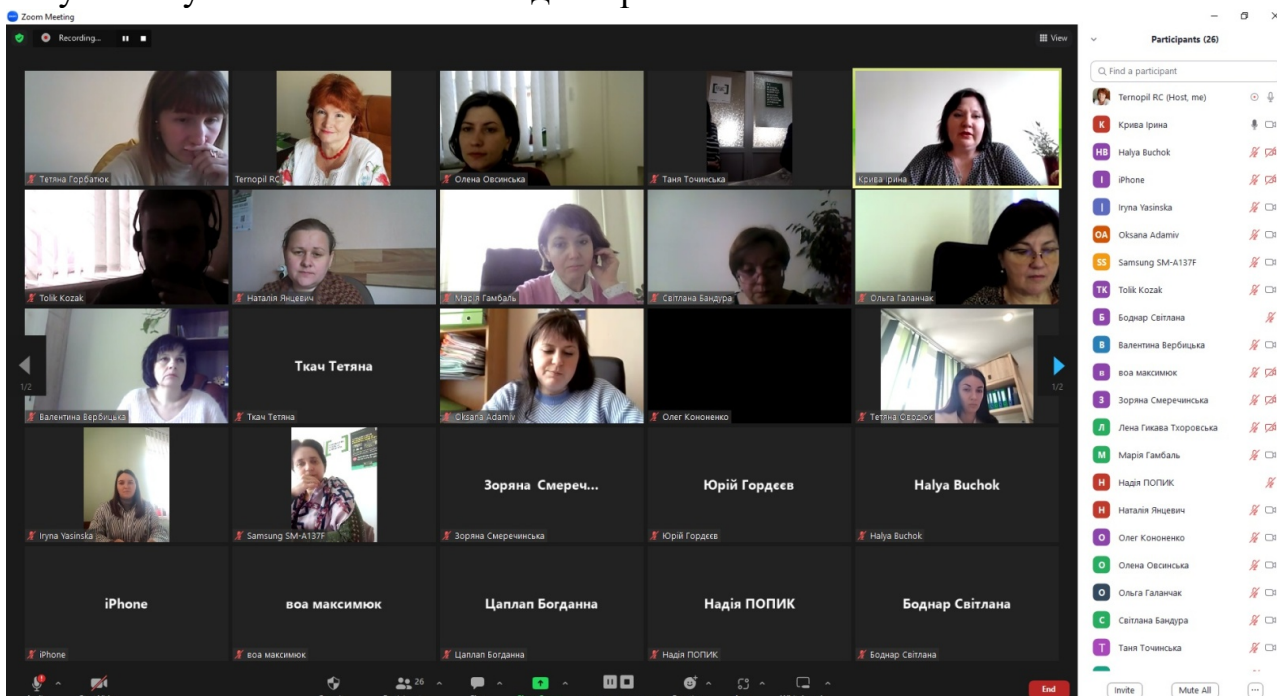 Zoom Meeting
Recording...
View
Тетяна Горбатюк
Ternopil RC
Олена Овсинська
Таня Точинська
Крива Ірина
Tolik Kozak
Наталія Янцевич
Марія Гамбаль
Світлана Бандура
Ольга Галанчак
1/2
1/2
Ткач Тетяна
Валентина Вербицька
Ткач Тетяна
Oksana Adamiv
Олег Кононенко
Тетяна
Зоряна Смереч...
Юрій Гордєєв
Halya Buchok
Iryna Yasinska
Samsung SM-A137F
Зоряна Смеречинська
Юрій Гордєєв
Halya Buchok
iPhone
воа максимюк
Цаплап Богданна
Надія ПОПИК
Боднар Світлана
iPhone
воа максимюк
Цаплап Богданна
Надія ПОПИК
Боднар Світлана
26
End
Participants (26)
Find a participant
Ternopil RC (Host, me)
К Крива Ірина
HB Halya Buchok
I iPhone
I Iryna Yasinska
OA Oksana Adamiv
SS Samsung SM-A137F
TK Tolik Kozak
Б Боднар Світлана
В Валентина Вербицька
в воа максимюк
З Зоряна Смеречинська
Л Лена Гикава Тхоровська
М Марія Гамбаль
Н Надія ПОПИК
Н Наталія Янцевич
О Олег Кононенко
О Олена Овсинська
О Ольга Галанчак
С Світлана Бандура
Т Таня Точинська
Invite
Mute All